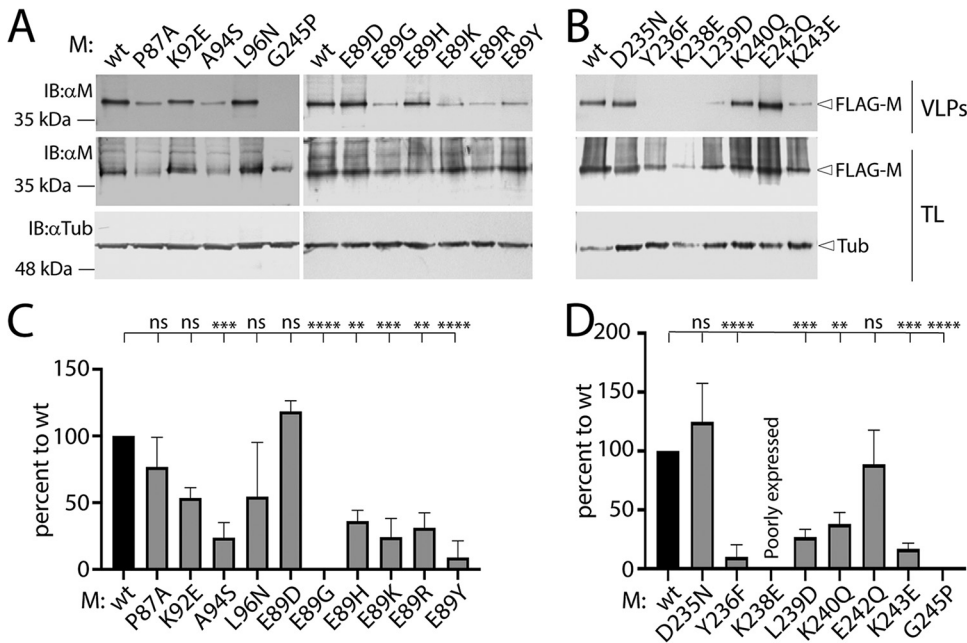 A
M: wt P87A K92E A94S L96N G245P wt E89D E89G E89H E89K E89R E89Y
IB:αM
35 kDa
IB:αM
35 kDa
IB:αTub
48 kDa
B
wt D235N Y236F K238E L239D K240Q E242Q K243E
FLAG-M
VLPs
FLAG-M
TL
Tub
C
ns ns *** ns ns **** ** *** ** ****
percent to wt
150
100
50
0
M: wt P87A K92E A94S L96N E89D E89G E89H E89K E89R E89Y
D
ns **** *** ** ns *** ****
percent to wt
200
150
100
50
0
Poorly expressed
M: wt D235N Y236F K238E L239D K240Q E242Q K243E G245P